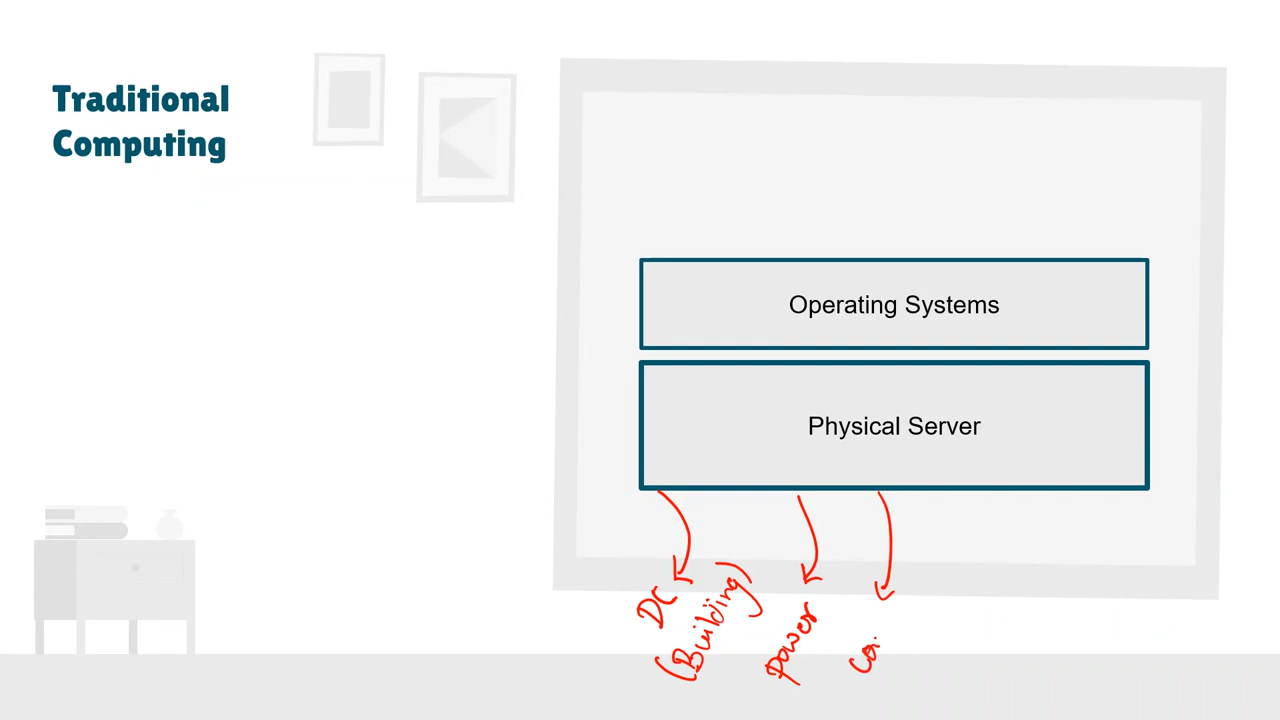 Traditional
Computing
Operating Systems
Physical Server
DC
(Building)
power